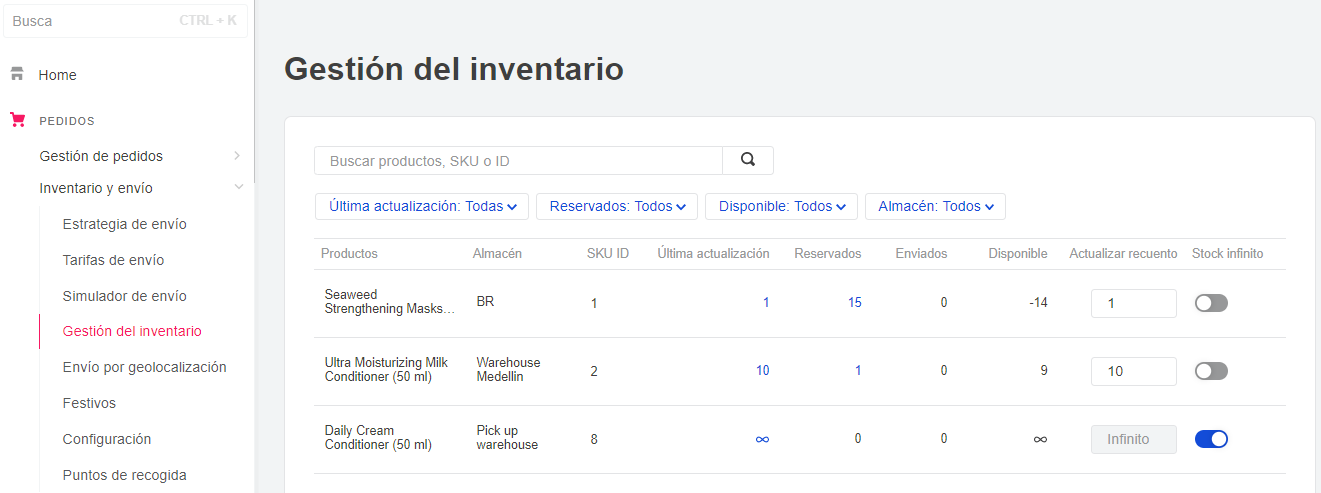 Busca CTRL + K
Home
PEDIDOS
Gestión de pedidos
Inventario y envío
Estrategia de envío
Tarifas de envío
Simulador de envío
Gestión del inventario
Envío por geolocalización
Festivos
Configuración
Puntos de recogida
Gestión del inventario
Buscar productos, SKU o ID
Última actualización: Todas Reservados: Todos Disponible: Todos Almacén: Todos
Productos Almacén SKU ID Última actualización Reservados Enviados Disponible Actualizar recuento Stock infinito
Seaweed
Strengthening Masks... BR 1 1 15 0 -14 1
Ultra Moisturizing Milk Warehouse
Conditioner (50 ml) Medellin 2 10 1 0 9 10
Daily Cream Pick up
Conditioner (50 ml) warehouse 8 ∞ 0 0 ∞ Infinito